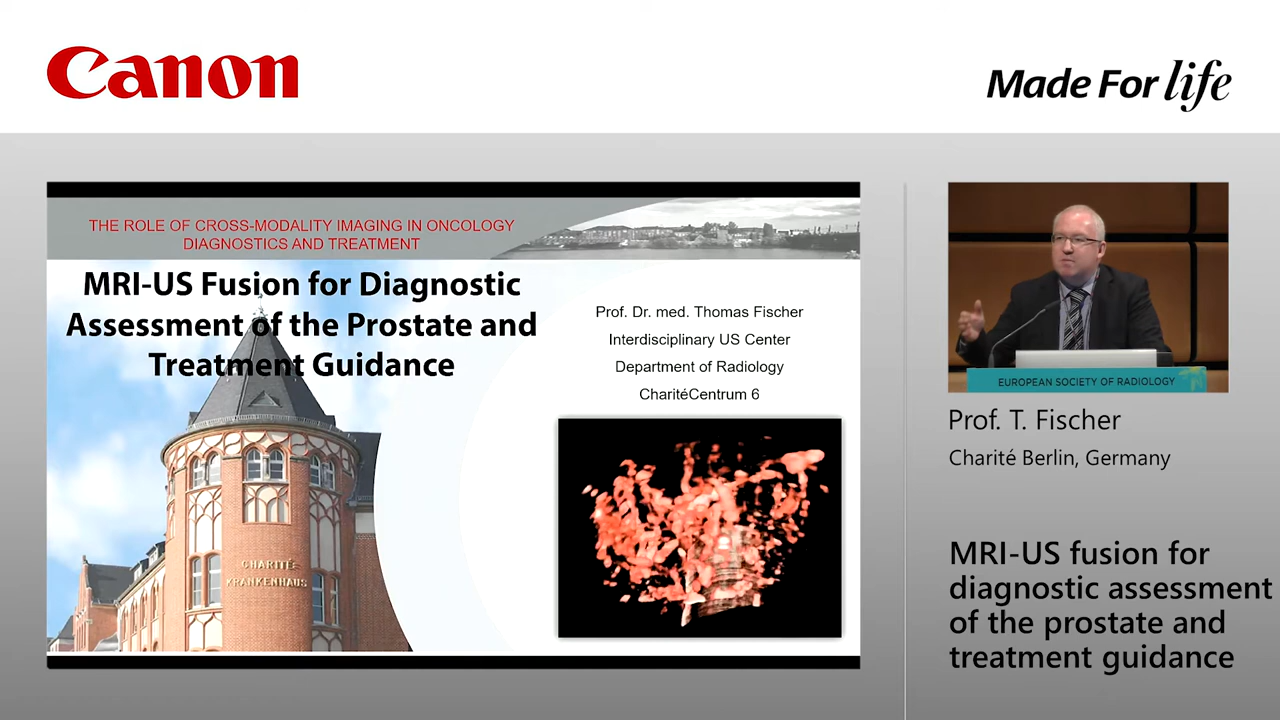 Canon
Made For life
THE ROLE OF CROSS-MODALITY IMAGING IN ONCOLOGY
DIAGNOSTICS AND TREATMENT
MRI-US Fusion for Diagnostic
Assessment of the Prostate and
Treatment Guidance
Prof. Dr. med. Thomas Fischer
Interdisciplinary US Center
Department of Radiology
CharitéCentrum 6
CHARITÉ-
KRANKENHAUS
EUROPEAN SOCIETY OF RADIOLOGY
Prof. T. Fischer
Charité Berlin, Germany
MRI-US fusion for
diagnostic assessment
of the prostate and
treatment guidance